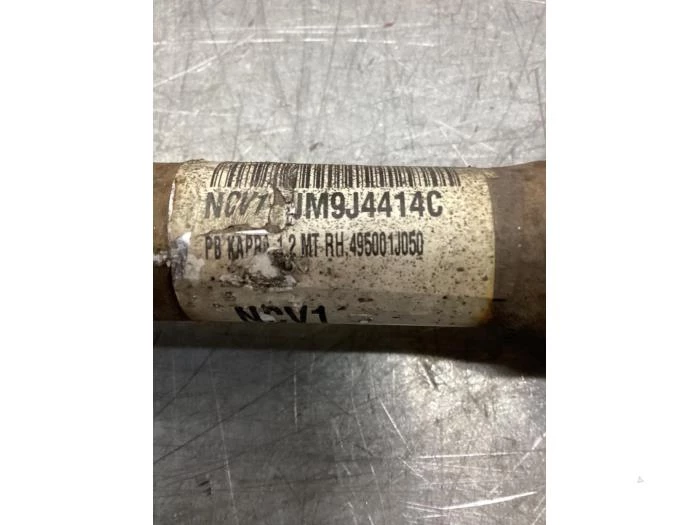 NCV1 JM9J4414C
PB KAPPA 1.2 MT-RH,495001J050
NCV1